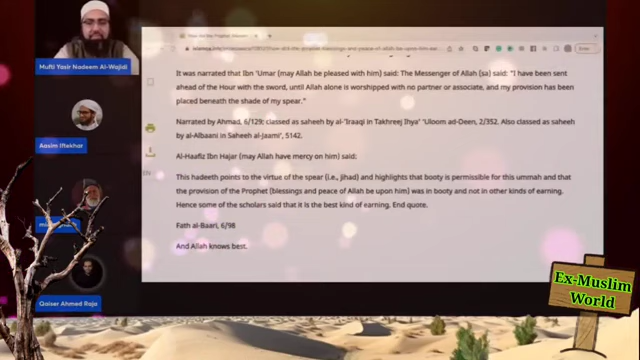 Mufti Yasir Nadeem Al-Wajidi
Aasim Iftekhar
Qaiser Ahmed Raja
It was narrated that Ibn 'Umar (may Allah be pleased with him) said: The Messenger of Allah [sa] said: "I have been sent
ahead of the Hour with the sword, until Allah alone is worshipped with no partner or associate, and my provision has been
placed beneath the shade of my spear."
Narrated by Ahmad, 6/129; classed as saheeh by al-'Iraaqi in Takhreej Ihya' 'Uloom ad-Deen, 2/352. Also classed as saheeh
by al-Albaani in Saheeh al-Jaami', 5142.
Al-Haafiz Ibn Hajar (may Allah have mercy on him) said:
This hadeeth points to the virtue of the spear (i.e., jihad) and highlights that booty is permissible for this ummah and that
the provision of the Prophet (blessings and peace of Allah be upon him) was in booty and not in other kinds of earning.
Hence some of the scholars said that it is the best kind of earning. End quote.
EN
Fath al-Baari, 6/98
And Allah knows best.
Ex-Muslim
World